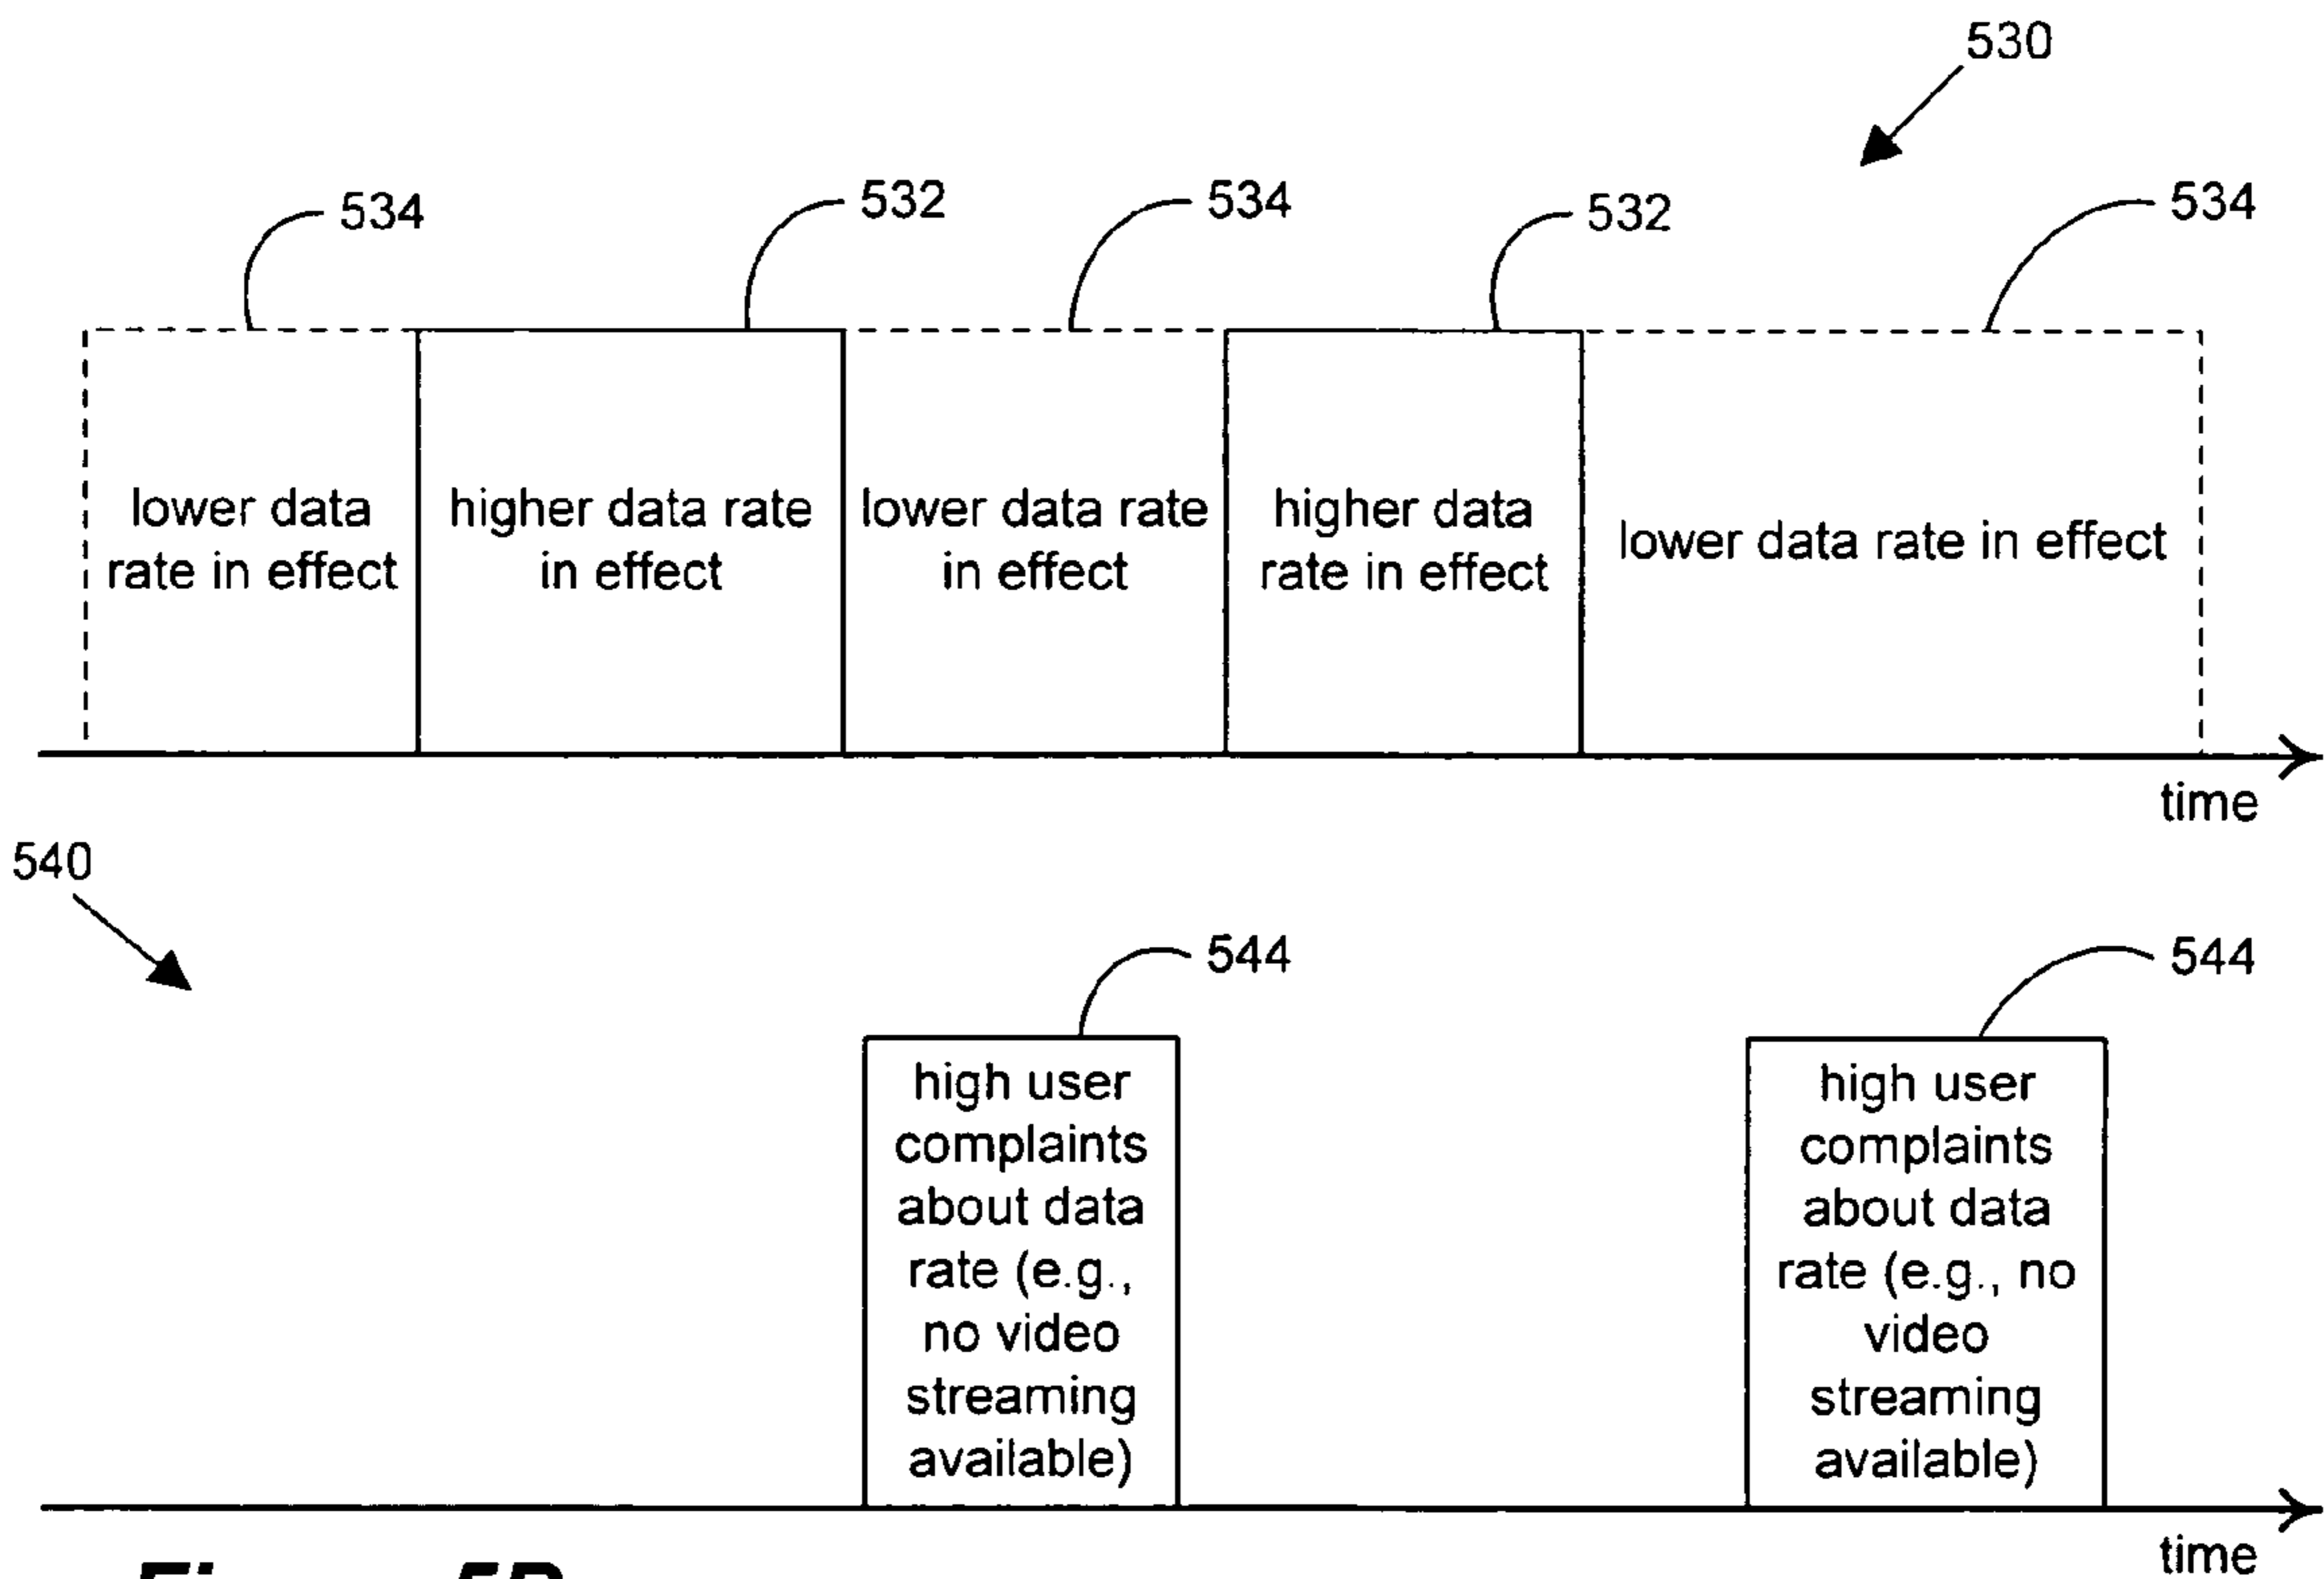 530
534
532
534
532
534
lower data
rate in effect
higher data rate
in effect
lower data rate
in effect
higher data
rate in effect
lower data rate in effect
time
540
544
544
high user
complaints
about data
rate (e.g.,
no video
streaming
available)
high user
complaints
about data
rate (e.g., no
video
streaming
available)
time